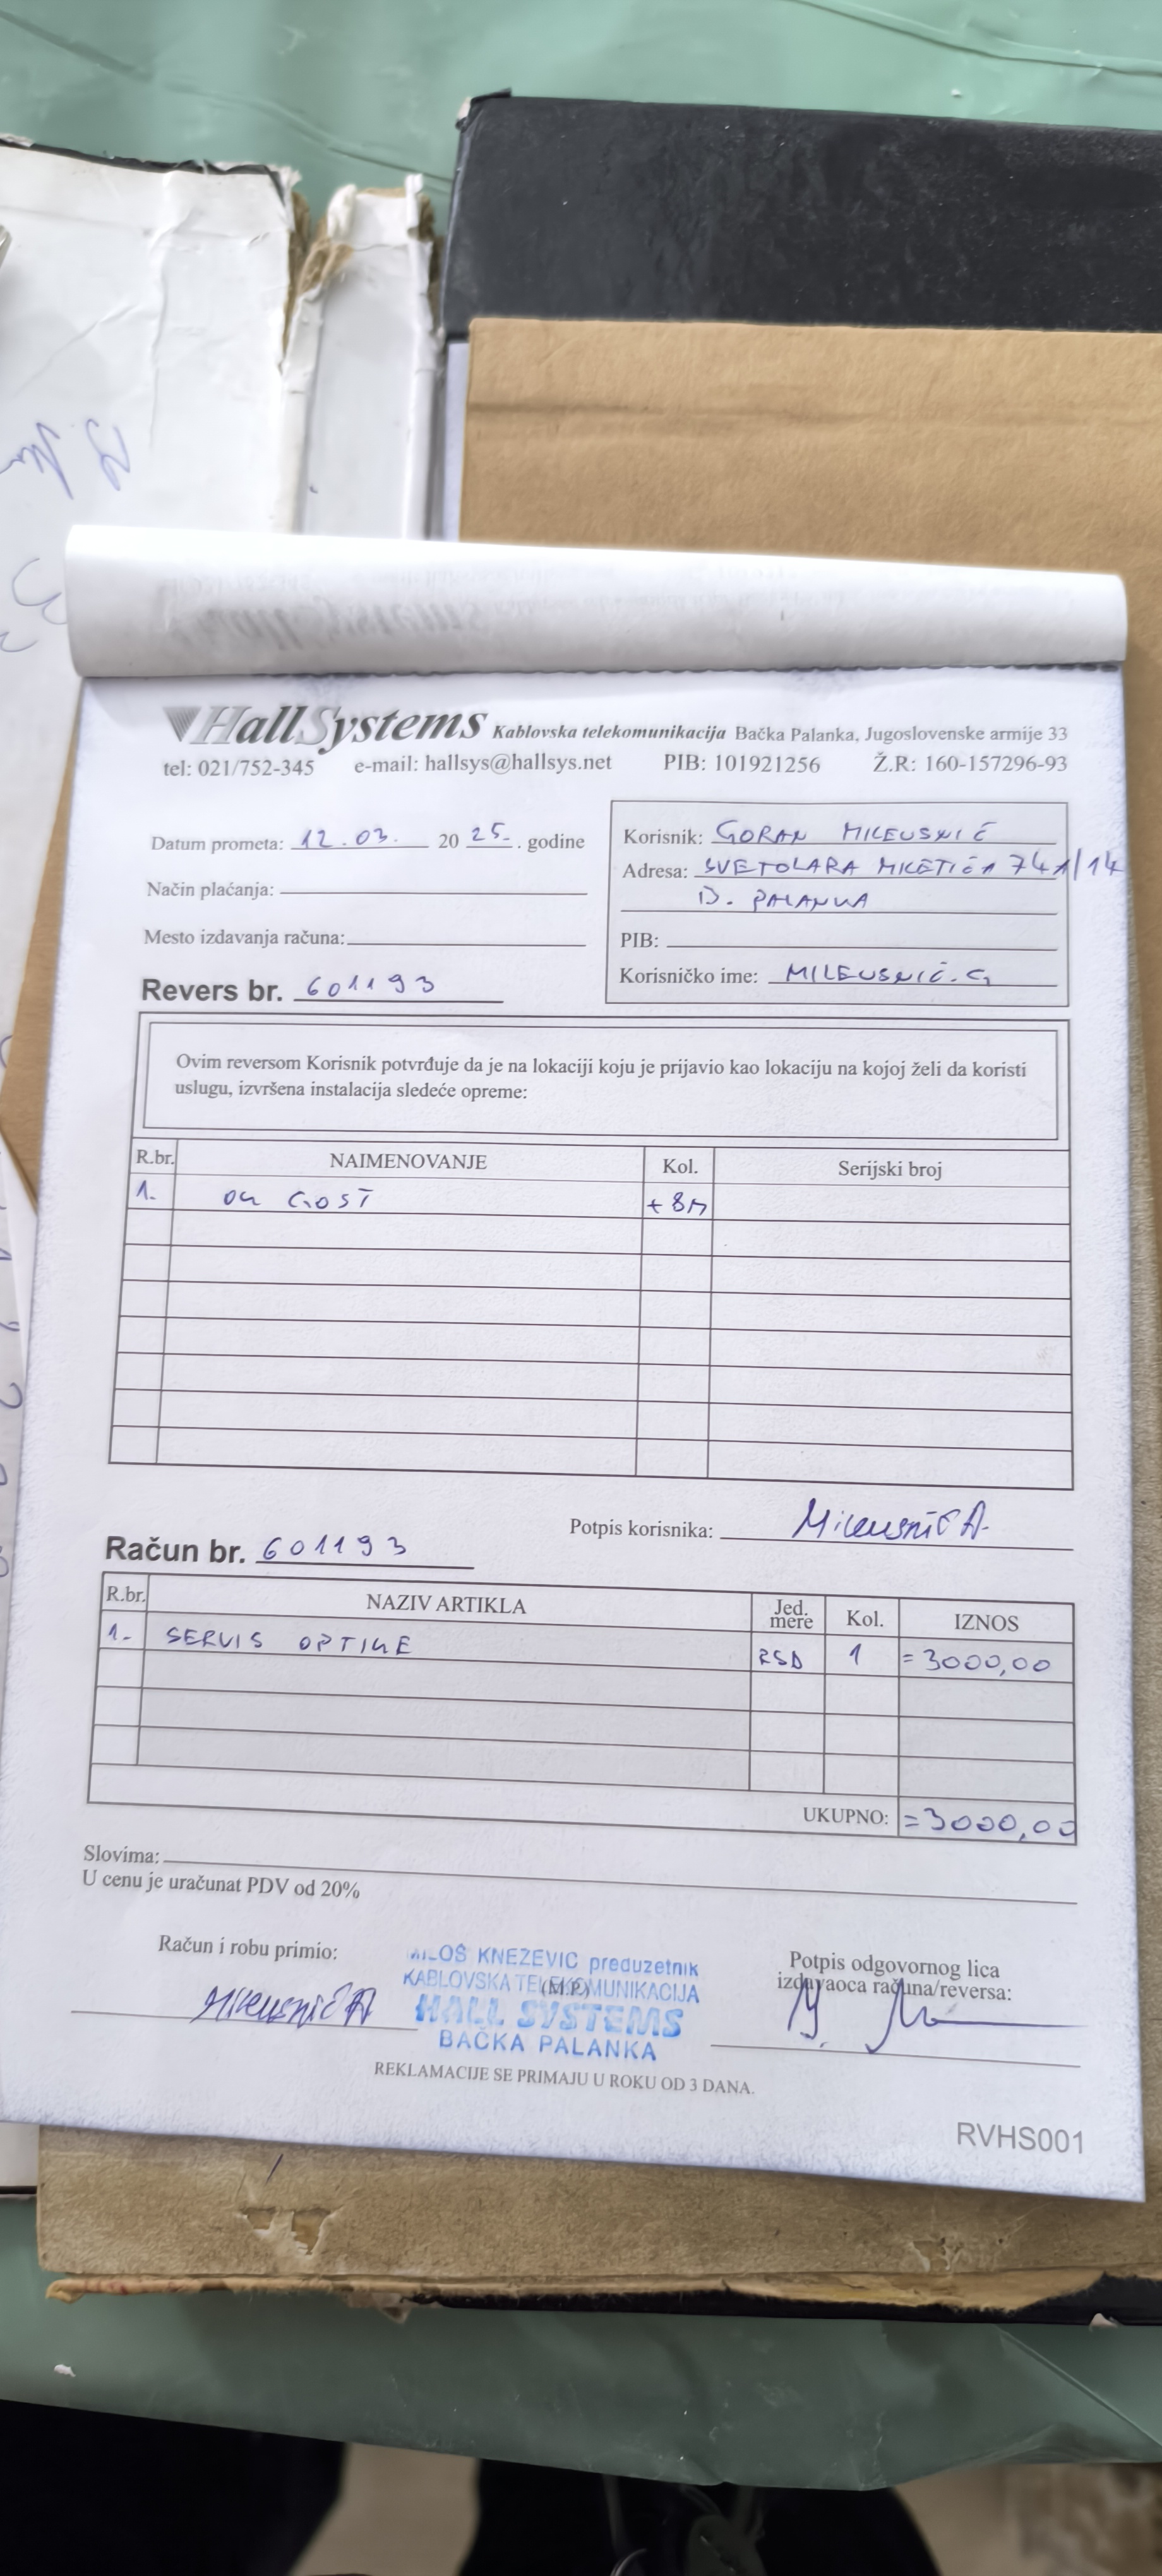 HallSystems Kablovska telekomunikacija Bačka Palanka, Jugoslovenske armije 33
tel: 021/752-345 e-mail: hallsys@hallsys.net PIB: 101921256 Ž.R: 160-157296-93
Datum prometa: 12.03. 2025. godine
Način plaćanja:
Mesto izdavanja računa:
Korisnik: GORAN MILEUSNIĆ
Adresa: SVETOZARA MILETIĆA 74A/14
B. PALANKA
PIB:
Korisničko ime: MILEUSNIĆ.G
Revers br. 601193
Ovim reversom Korisnik potvrđuje da je na lokaciji koju je prijavio kao lokaciju na kojoj želi da koristi
uslugu, izvršena instalacija sledeće opreme:
R.br. NAIMENOVANJE Kol. Serijski broj
1. +8M
Potpis korisnika: Mileusnić A.
Račun br. 601193
R.br. NAZIV ARTIKLA Jed. mere Kol. IZNOS
1. SERVIS OPTIKE RSD 1 =3000,00
UKUPNO: =3000,00
Slovima:
U cenu je uračunat PDV od 20%
Račun i robu primio:
Mileusnić A
MILOŠ KNEŽEVIĆ preduzetnik
KABLOVSKA TELEKOMUNIKACIJA
(M.P.)
HALL SYSTEMS
BAČKA PALANKA
Potpis odgovornog lica
izdavaoca računa/reversa:
REKLAMACIJE SE PRIMAJU U ROKU OD 3 DANA.
RVHS001